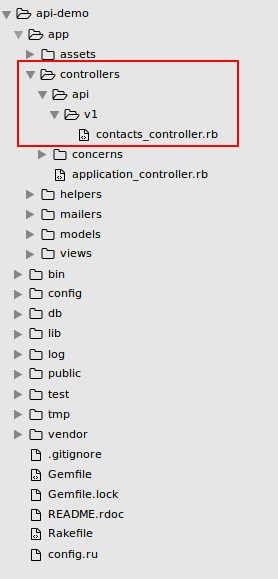 api-demo
app
assets
controllers
api
v1
contacts_controller.rb
concerns
application_controller.rb
helpers
mailers
models
views
bin
config
db
lib
log
public
test
tmp
vendor
.gitignore
Gemfile
Gemfile.lock
README.rdoc
Rakefile
config.ru